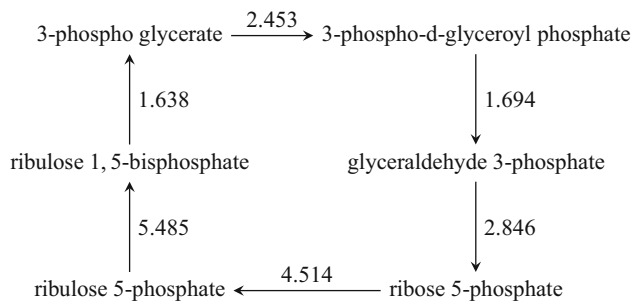 2.453
3-phospho glycerate 3-phospho-d-glyceroyl phosphate
1.638 1.694
ribulose 1, 5-bisphosphate glyceraldehyde 3-phosphate
5.485 2.846
4.514
ribulose 5-phosphate ribose 5-phosphate